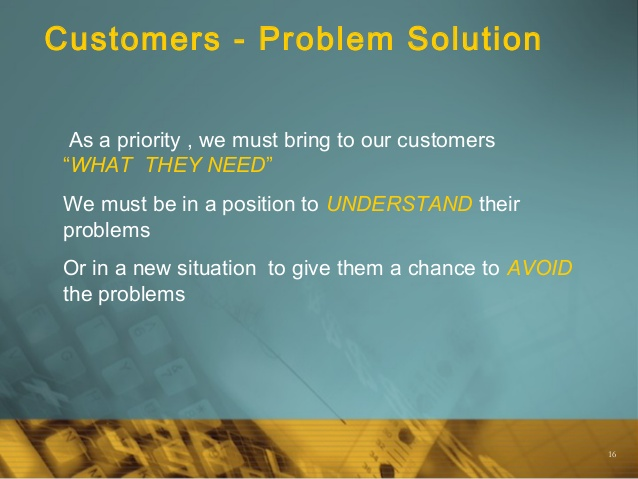 Customers - Problem Solution
As a priority , we must bring to our customers
“WHAT THEY NEED”
We must be in a position to UNDERSTAND their
problems
Or in a new situation to give them a chance to AVOID
the problems
16